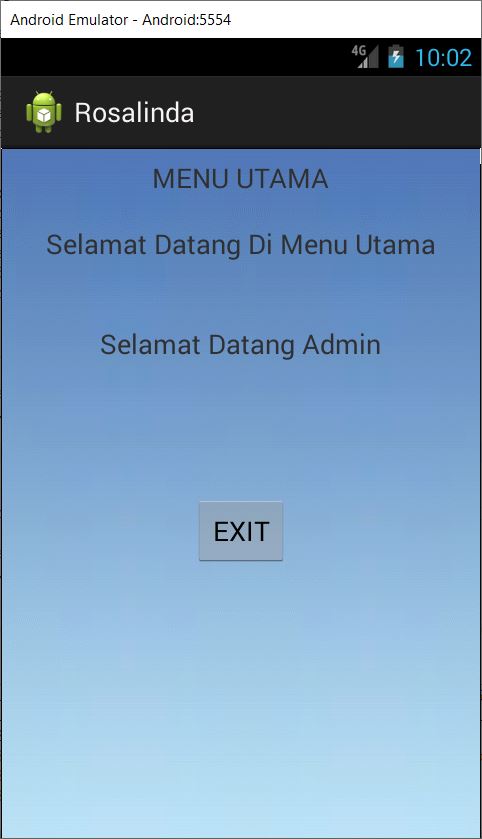 Android Emulator - Android:5554
4G 10:02
Rosalinda
MENU UTAMA
Selamat Datang Di Menu Utama
Selamat Datang Admin
EXIT